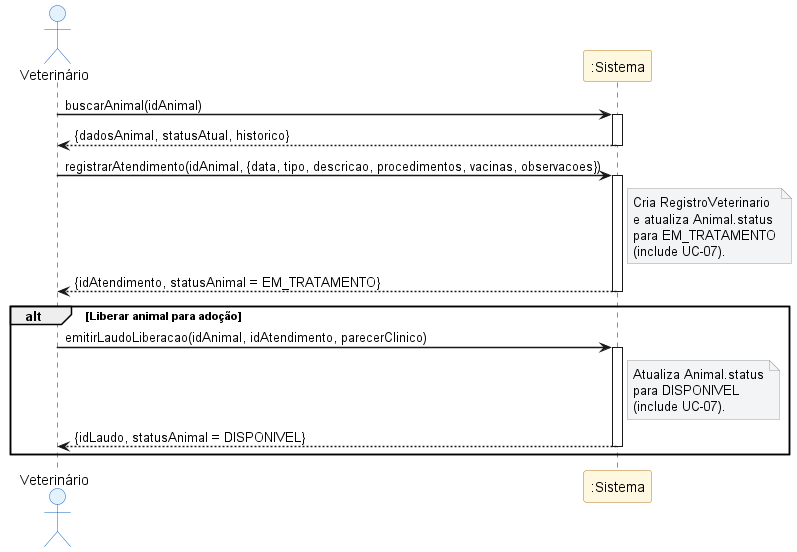 Veterinário
:Sistema
buscarAnimal(idAnimal)
{dadosAnimal, statusAtual, historico}
registrarAtendimento(idAnimal, {data, tipo, descricao, procedimentos, vacinas, observacoes})
Cria RegistroVeterinario
e atualiza Animal.status
para EM_TRATAMENTO
(include UC-07).
{idAtendimento, statusAnimal = EM_TRATAMENTO}
alt
[Liberar animal para adoção]
emitirLaudoLiberacao(idAnimal, idAtendimento, parecerClinico)
Atualiza Animal.status
para DISPONIVEL
(include UC-07).
{idLaudo, statusAnimal = DISPONIVEL}
Veterinário
:Sistema